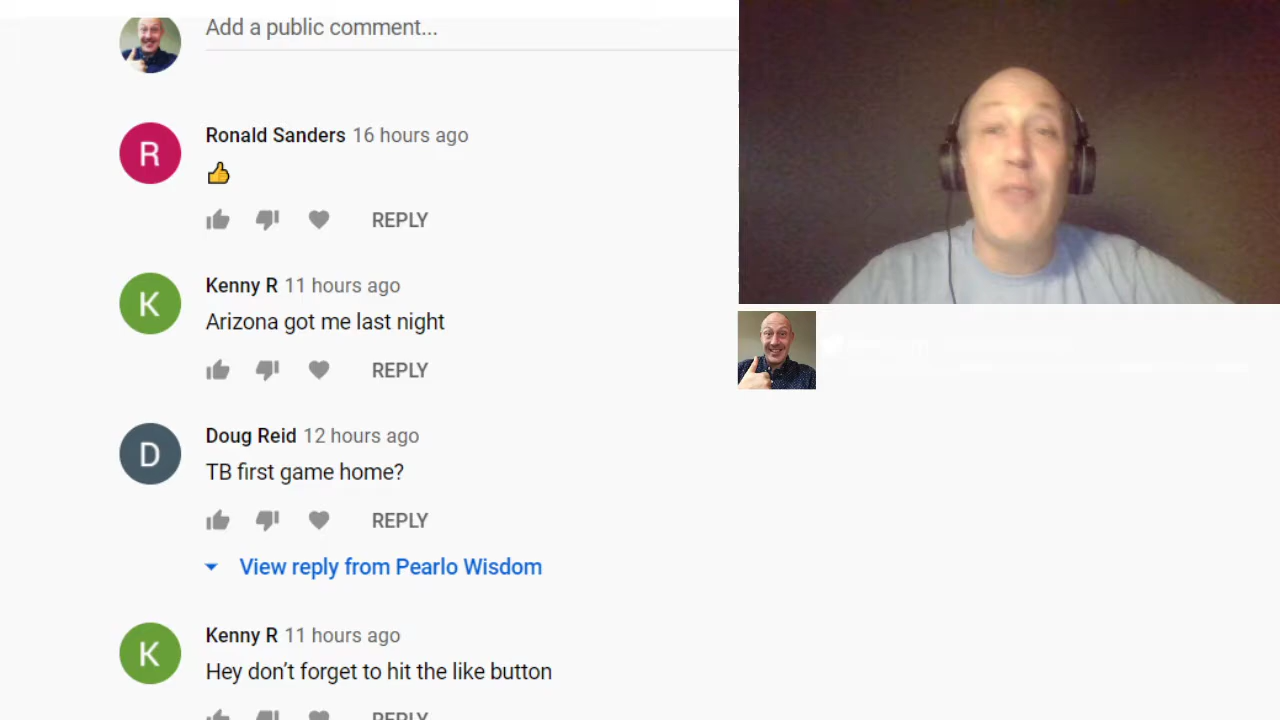 Add a public comment...
R
Ronald Sanders 16 hours ago
👍
REPLY
K
Kenny R 11 hours ago
Arizona got me last night
REPLY
D
Doug Reid 12 hours ago
TB first game home?
REPLY
View reply from Pearlo Wisdom
K
Kenny R 11 hours ago
Hey don’t forget to hit the like button
REPLY